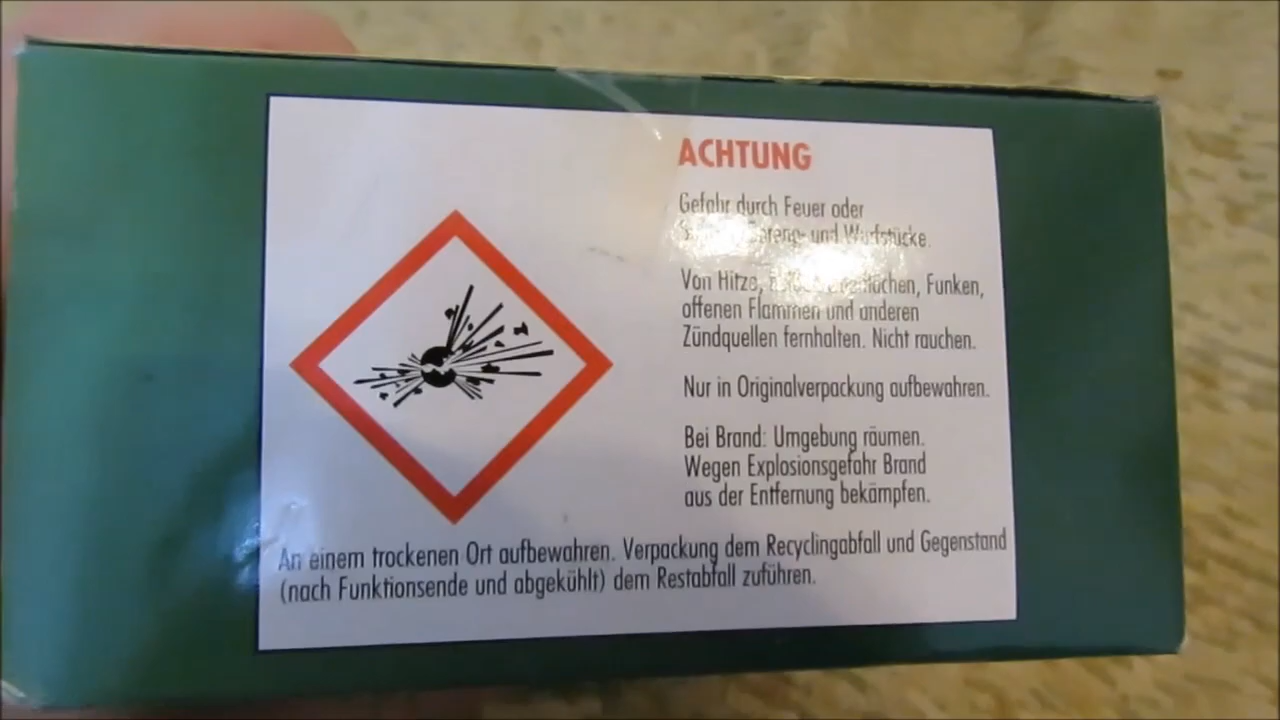 ACHTUNG
Gefahr durch Feuer oder
und Wurfstücke.
Von Hitze, Funken,
offenen Flammen und anderen
Zündquellen fernhalten. Nicht rauchen.
Nur in Originalverpackung aufbewahren.
Bei Brand: Umgebung räumen.
Wegen Explosionsgefahr Brand
aus der Entfernung bekämpfen.
An einem trockenen Ort aufbewahren. Verpackung dem Recyclingabfall und Gegenstand
(nach Funktionsende und abgekühlt) dem Restabfall zuführen.